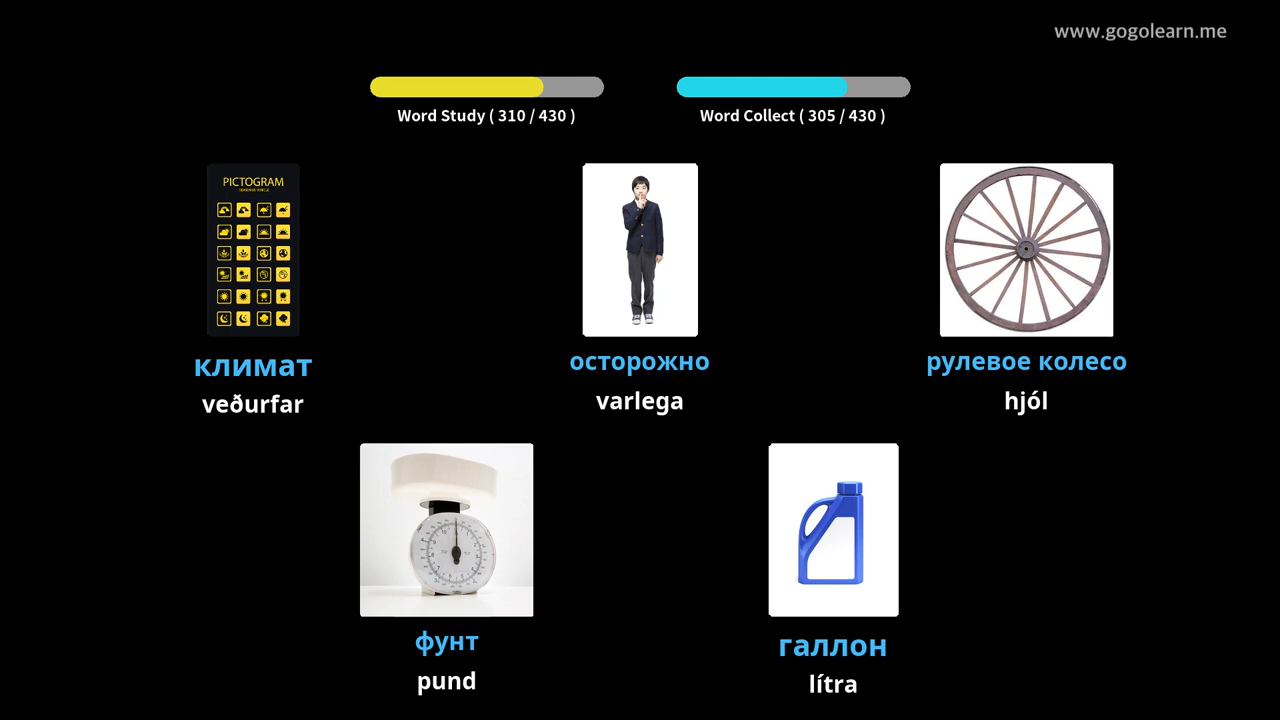 www.gogolearn.me
Word Study ( 310 / 430 )
Word Collect ( 305 / 430 )
PICTOGRAM
климат
veðurfar
осторожно
varlega
рулевое колесо
hjól
фунт
pund
галлон
lítra